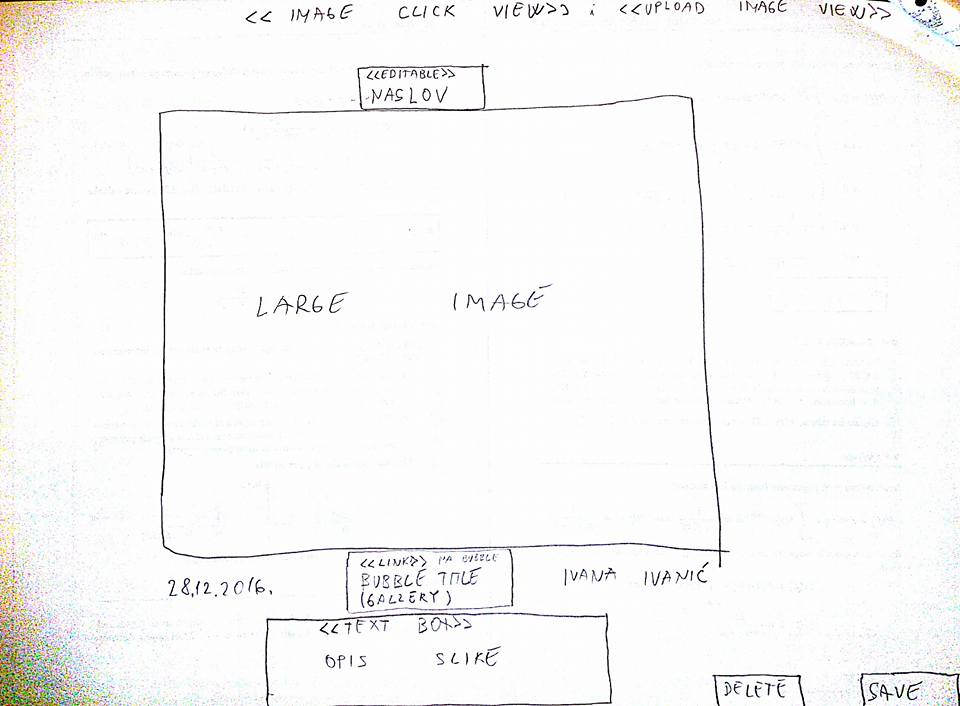 << IMAGE CLICK VIEW>> i <<UPLOAD IMAGE VIEW>>
<<EDITABLE>>
NASLOV
LARGE IMAGE
<<LINK>> NA BUBBLE
BUBBLE TITLE
(GALLERY)
28.12.2016.
IVANA IVANIĆ
<<TEXT BOX>>
OPIS SLIKE
DELETE
SAVE